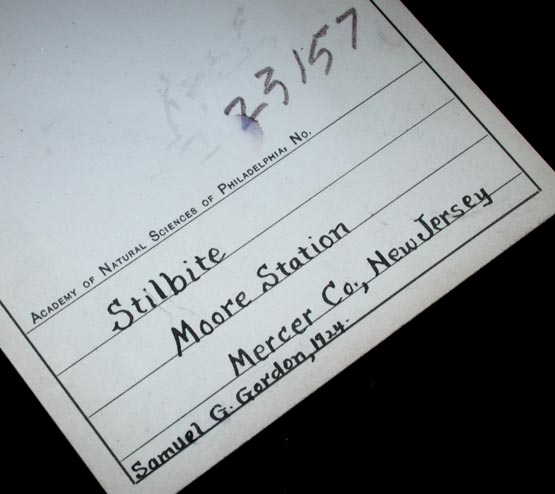 23157
ACADEMY OF NATURAL SCIENCES OF PHILADELPHIA, NO.
Stilbite
Moore Station
Mercer Co., New Jersey
Samuel G. Gordon, 1924.